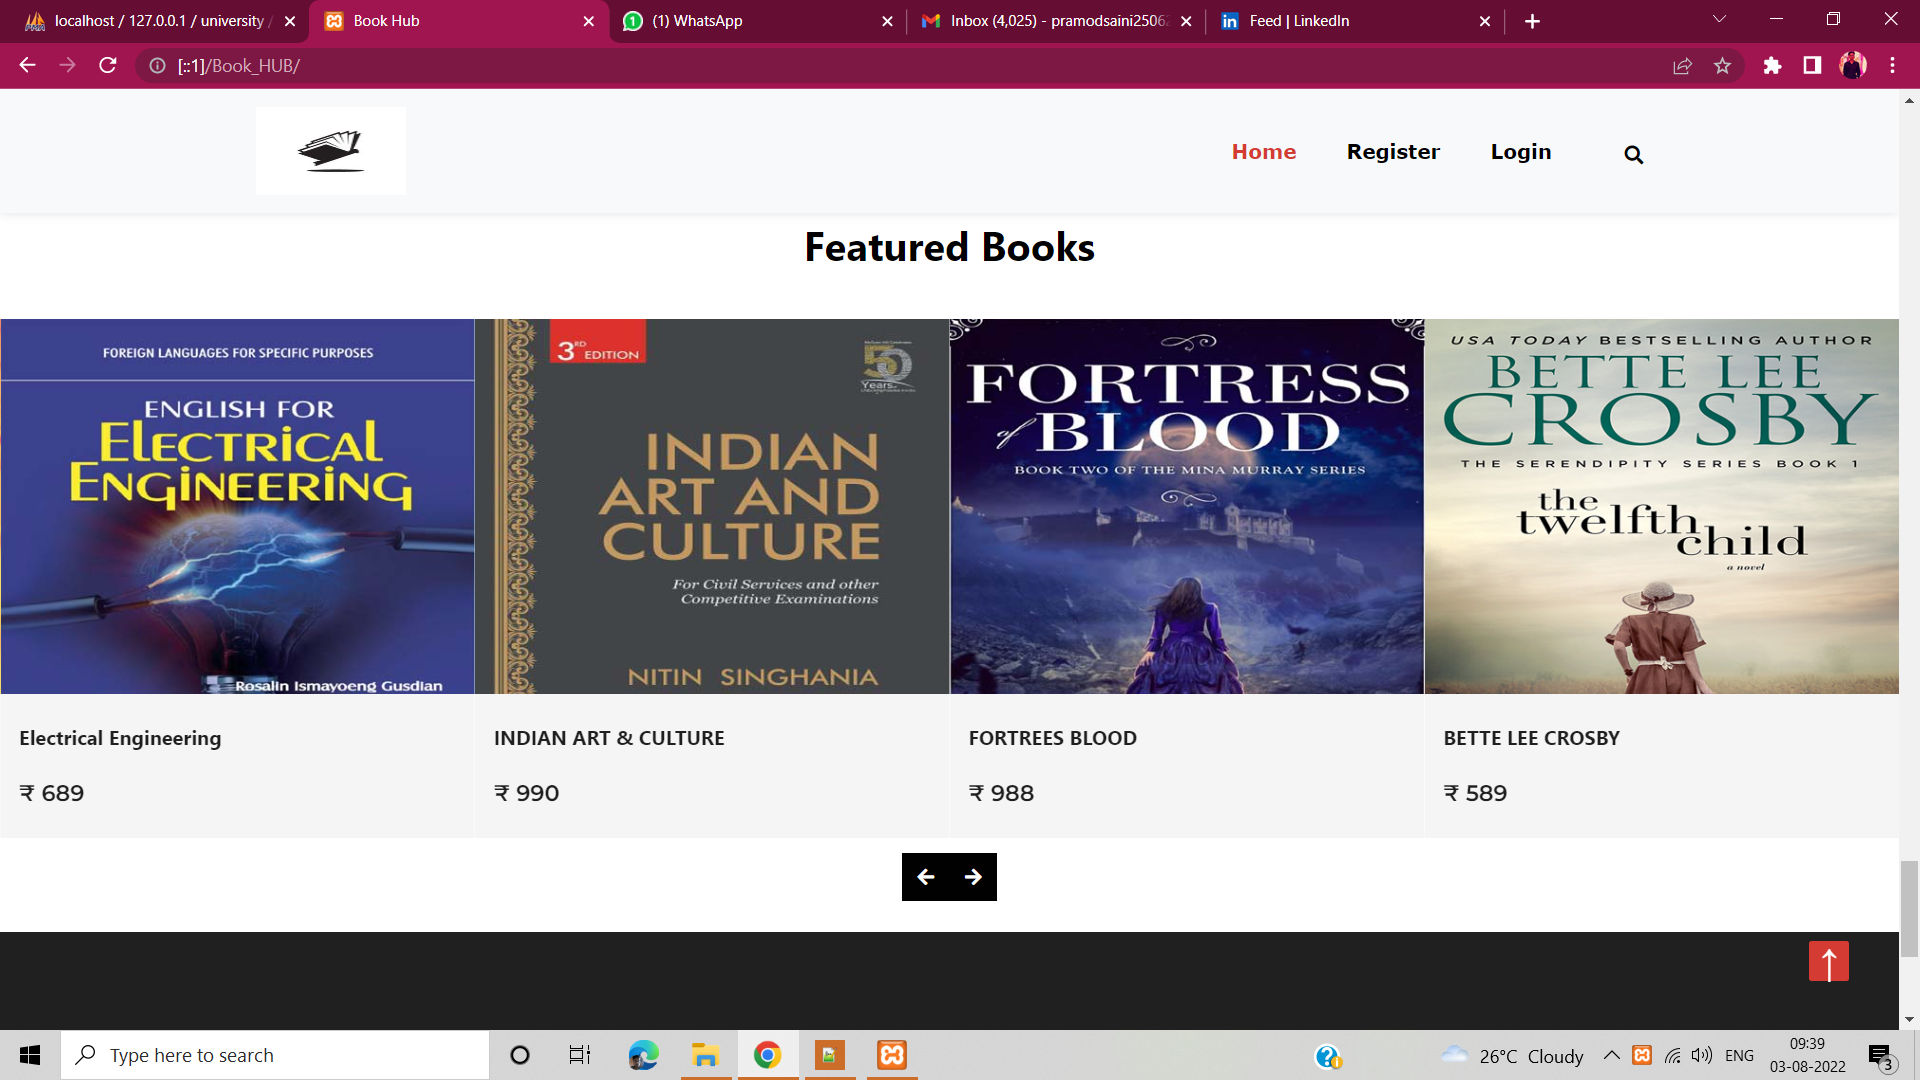 localhost / 127.0.0.1 / university /
Book Hub
(1) WhatsApp
Inbox (4,025) - pramodsaini2506
Feed | LinkedIn
[::1]/Book_HUB/
Home
Register
Login
Featured Books
FOREIGN LANGUAGES FOR SPECIFIC PURPOSES
ENGLISH FOR
ELECTRICAL
ENGINEERING
Rosalin Ismayoeng Gusdian
3RD EDITION
50
Years
INDIAN
ART AND
CULTURE
For Civil Services and other
Competitive Examinations
NITIN SINGHANIA
FORTRESS
of BLOOD
BOOK TWO OF THE MINA MURRAY SERIES
USA TODAY BESTSELLING AUTHOR
BETTE LEE
CROSBY
THE SERENDIPITY SERIES BOOK 1
the
twelfth
child
a novel
Electrical Engineering
₹ 689
INDIAN ART & CULTURE
₹ 990
FORTREES BLOOD
₹ 988
BETTE LEE CROSBY
₹ 589
Type here to search
26°C Cloudy
ENG
09:39
03-08-2022
3